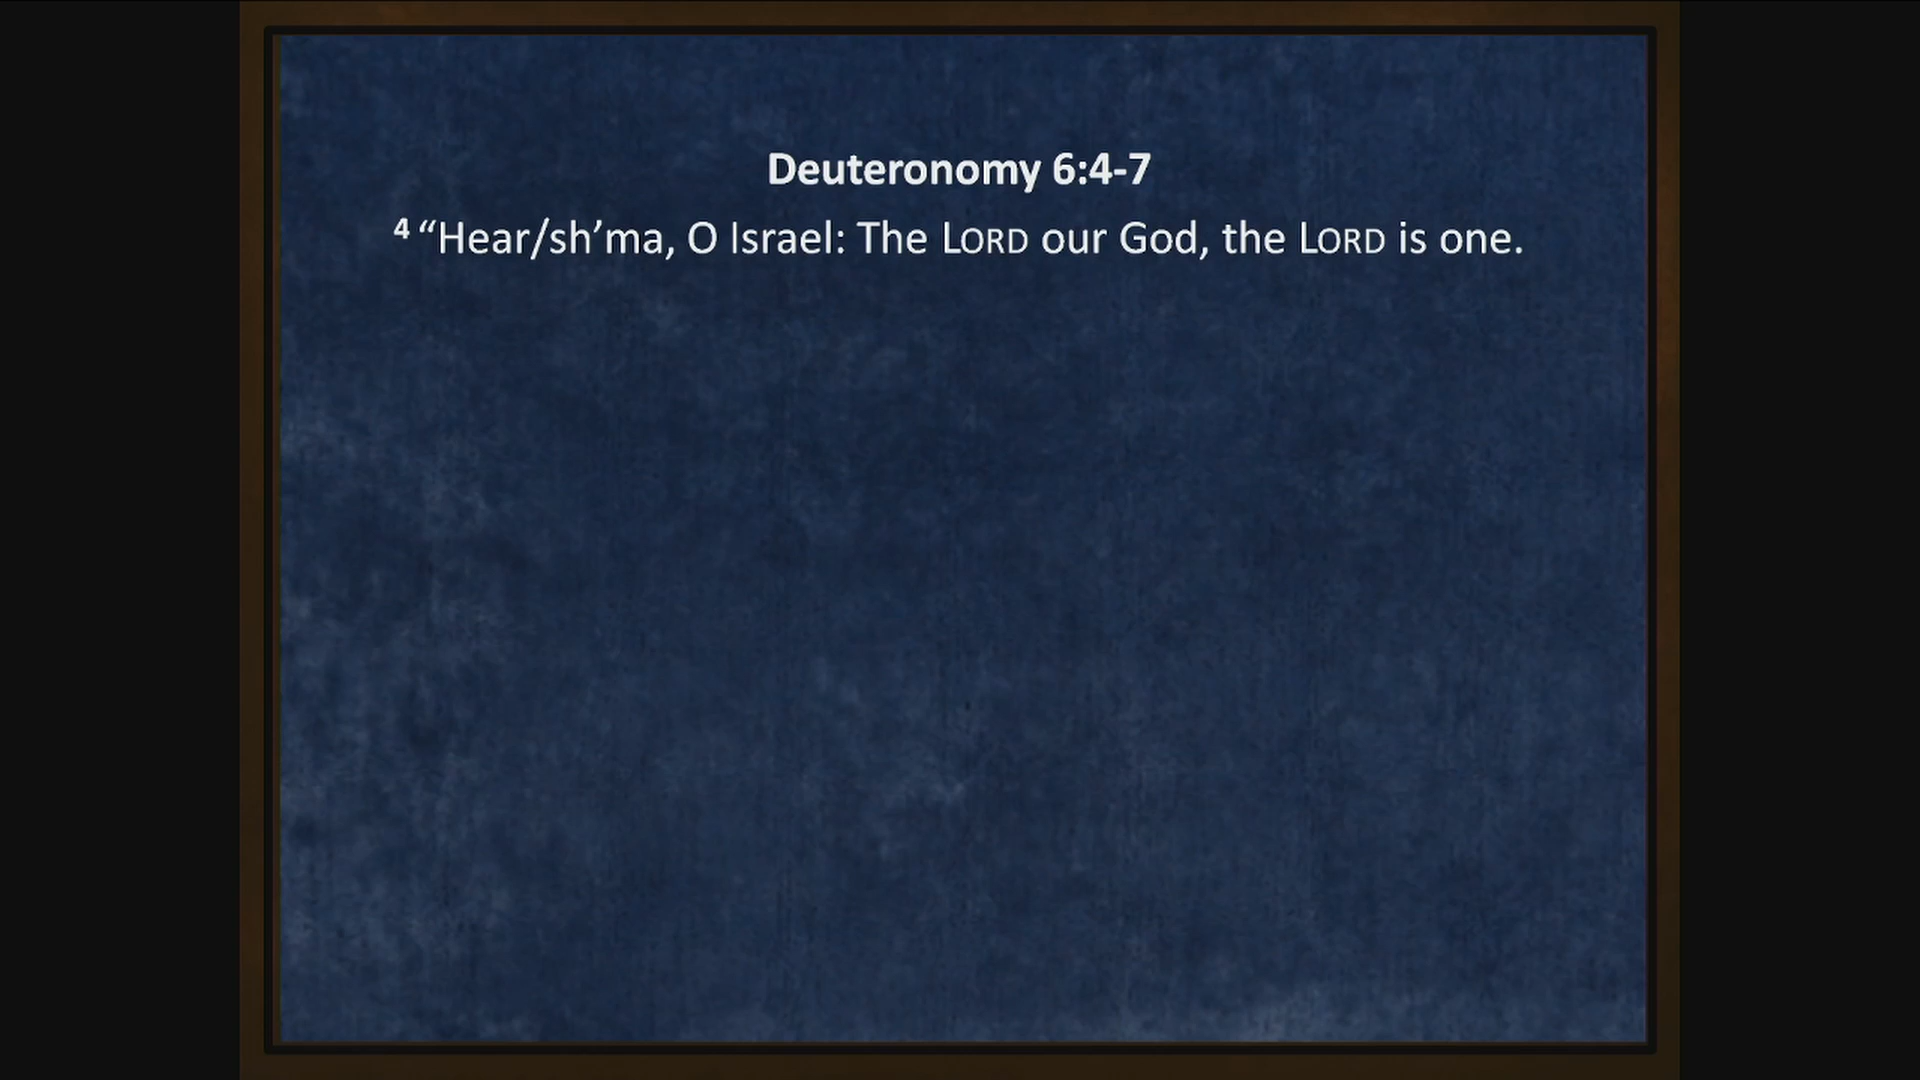 Deuteronomy 6:4-7
⁴ “Hear/sh’ma, O Israel: The LORD our God, the LORD is one.